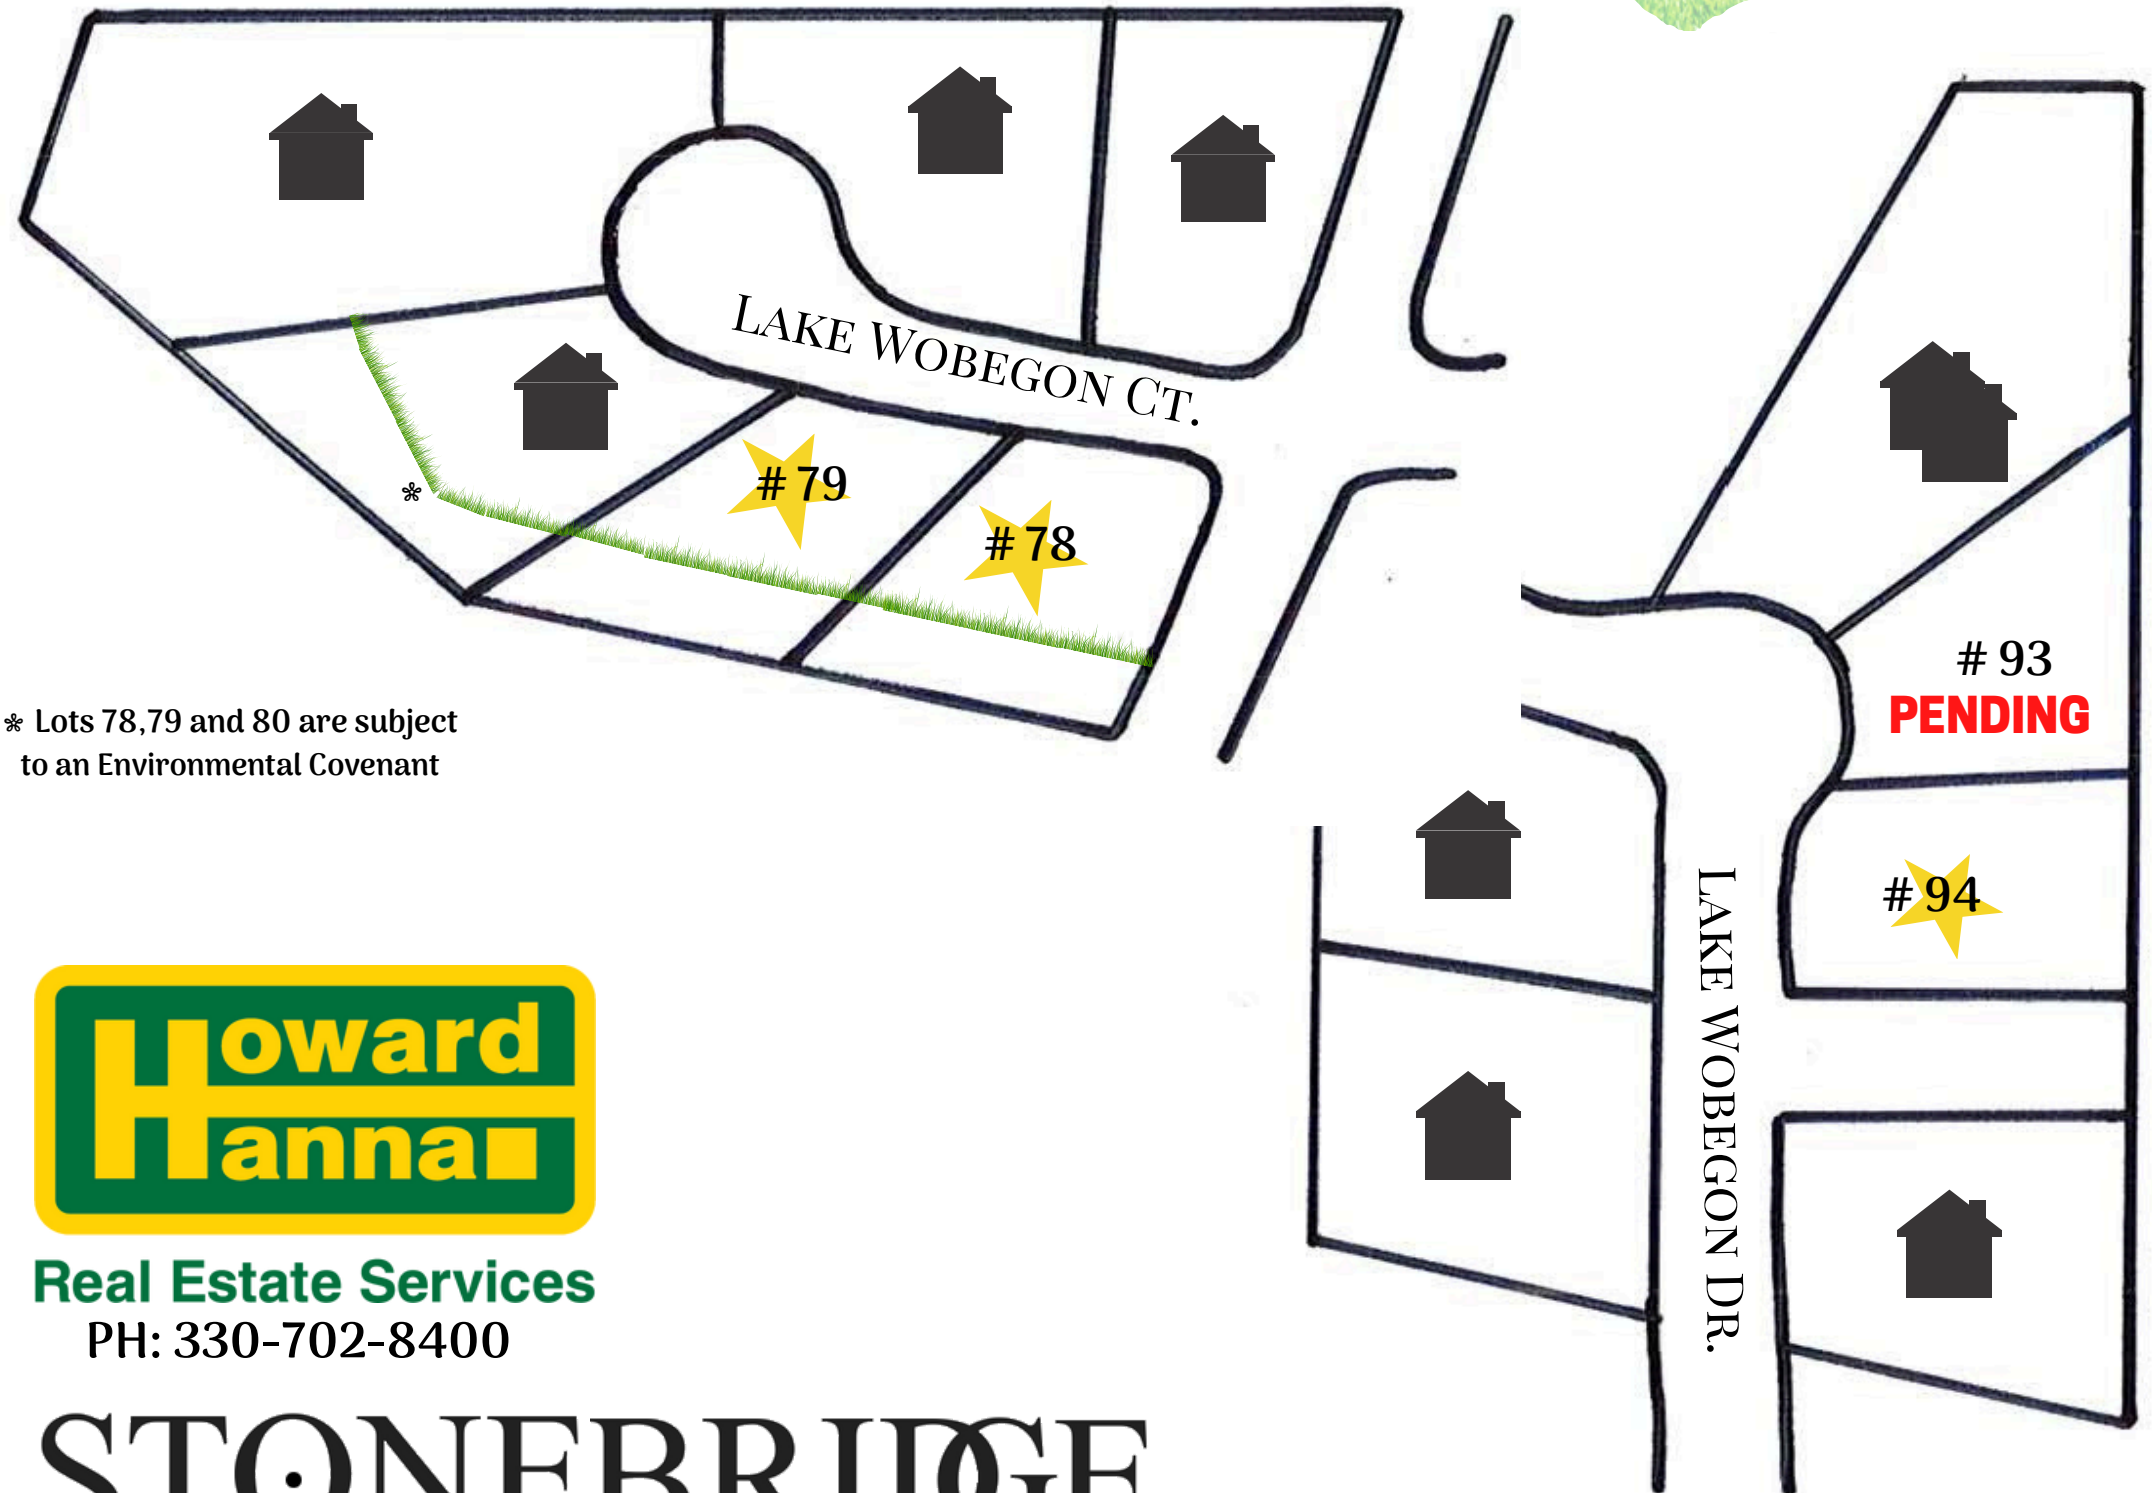 LAKE WOBEGON CT.
# 79
# 78
* Lots 78,79 and 80 are subject
to an Environmental Covenant
*
# 93
PENDING
# 94
LAKE WOBEGON DR.
Howard
Hanna
Real Estate Services
PH: 330-702-8400
STONEBRIDGE